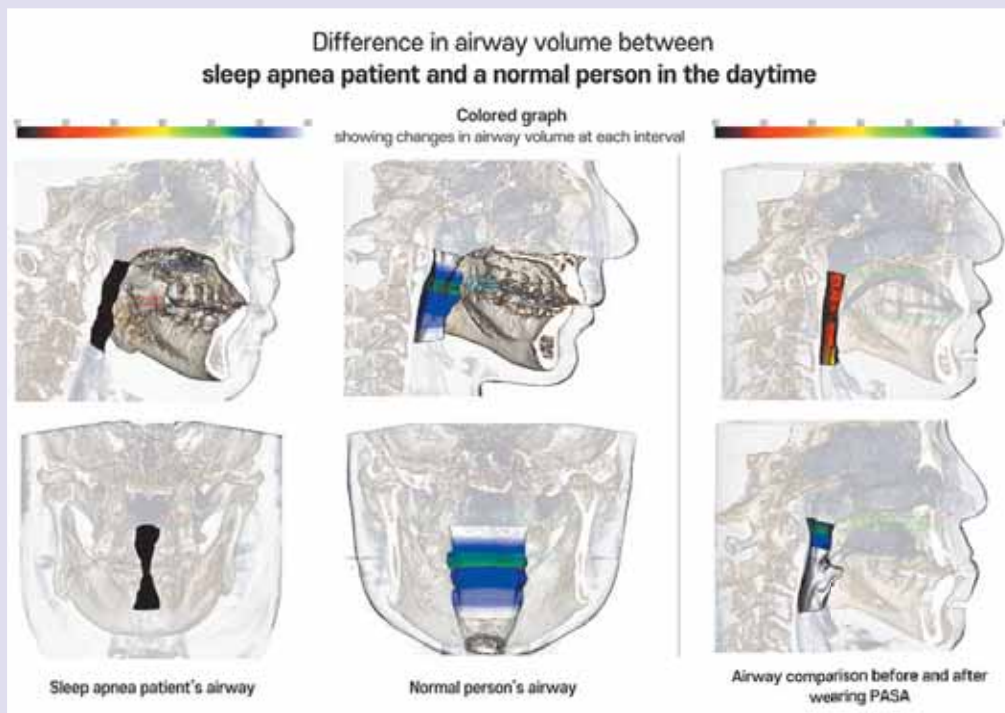 Difference in airway volume between
sleep apnea patient and a normal person in the daytime
Colored graph
showing changes in airway volume at each interval
Sleep apnea patient's airway
Normal person's airway
Airway comparison before and after
wearing PASA